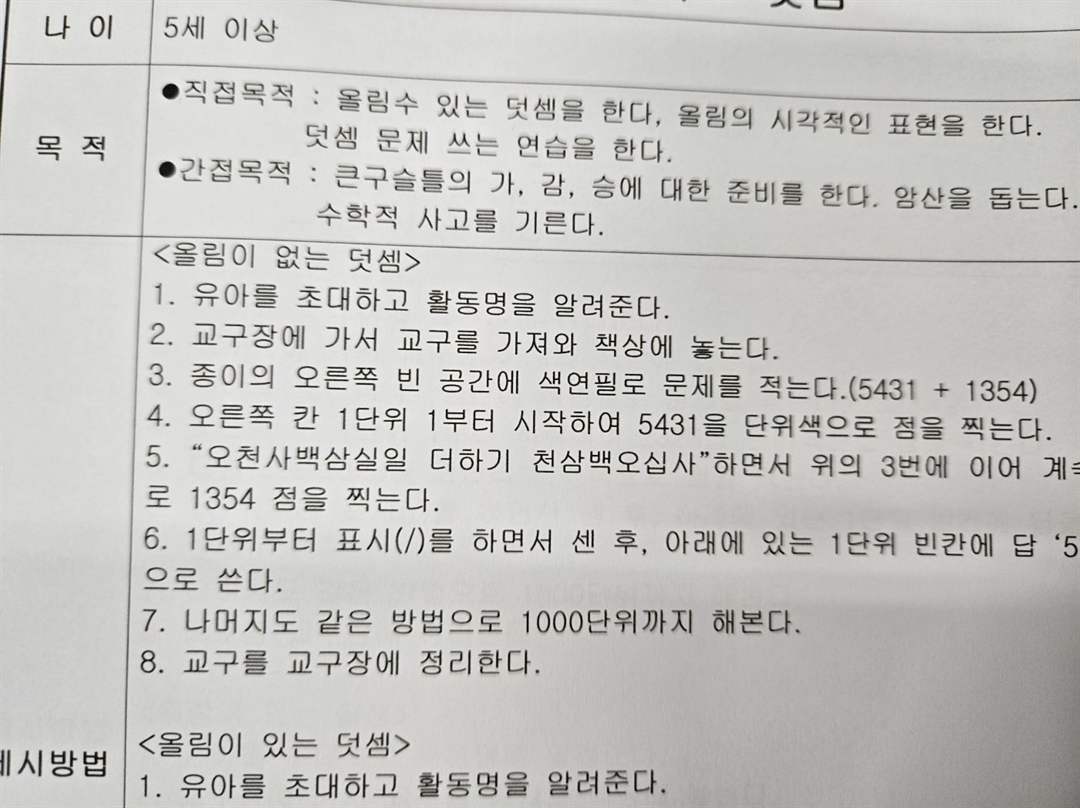 나 이 5세 이상
목 적
●직접목적 : 올림수 있는 덧셈을 한다, 올림의 시각적인 표현을 한다.
덧셈 문제 쓰는 연습을 한다.
●간접목적 : 큰구슬틀의 가, 감, 승에 대한 준비를 한다. 암산을 돕는다.
수학적 사고를 기른다.
<올림이 없는 덧셈>
1. 유아를 초대하고 활동명을 알려준다.
2. 교구장에 가서 교구를 가져와 책상에 놓는다.
3. 종이의 오른쪽 빈 공간에 색연필로 문제를 적는다.(5431 + 1354)
4. 오른쪽 칸 1단위 1부터 시작하여 5431을 단위색으로 점을 찍는다.
5. “오천사백삼실일 더하기 천삼백오십사”하면서 위의 3번에 이어 계
로 1354 점을 찍는다.
6. 1단위부터 표시(/)를 하면서 센 후, 아래에 있는 1단위 빈칸에 답 ‘5
으로 쓴다.
7. 나머지도 같은 방법으로 1000단위까지 해본다.
8. 교구를 교구장에 정리한다.
시방법
<올림이 있는 덧셈>
1. 유아를 초대하고 활동명을 알려준다.